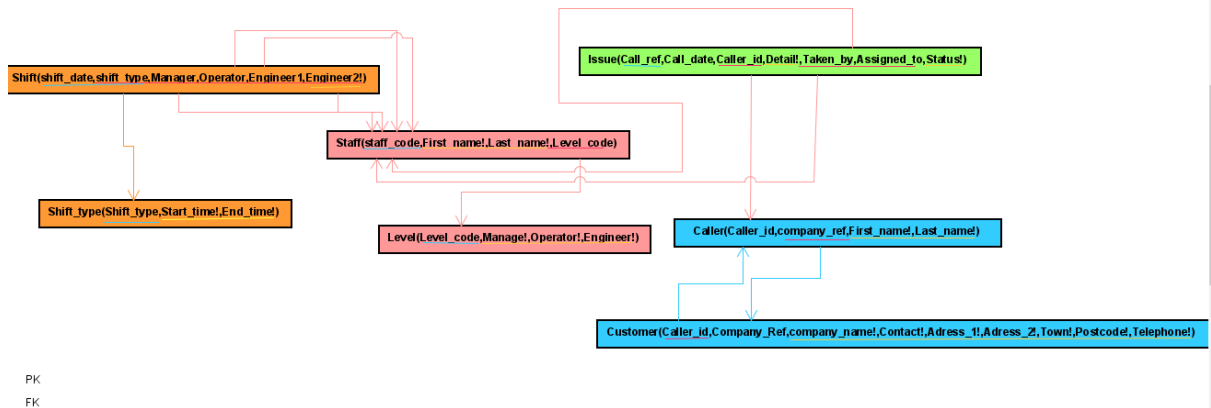 Issue(Call_ref,Call_date,Caller_id,Detail!,Taken_by,Assigned_to,Status!)
Shift(shift_date,shift_type,Manager,Operator,Engineer1,Engineer2!)
Staff(staff_code,First_name!,Last_name!,Level_code)
Shift_type(Shift_type,Start_time!,End_time!)
Level(Level_code,Manage!,Operator!,Engineer!)
Caller(Caller_id,company_ref,First_name!,Last_name!)
Customer(Caller_id,Company_Ref,company_name!,Contact!,Adress_1!,Adress_2!,Town!,Postcode!,Telephone!)
PK
FK